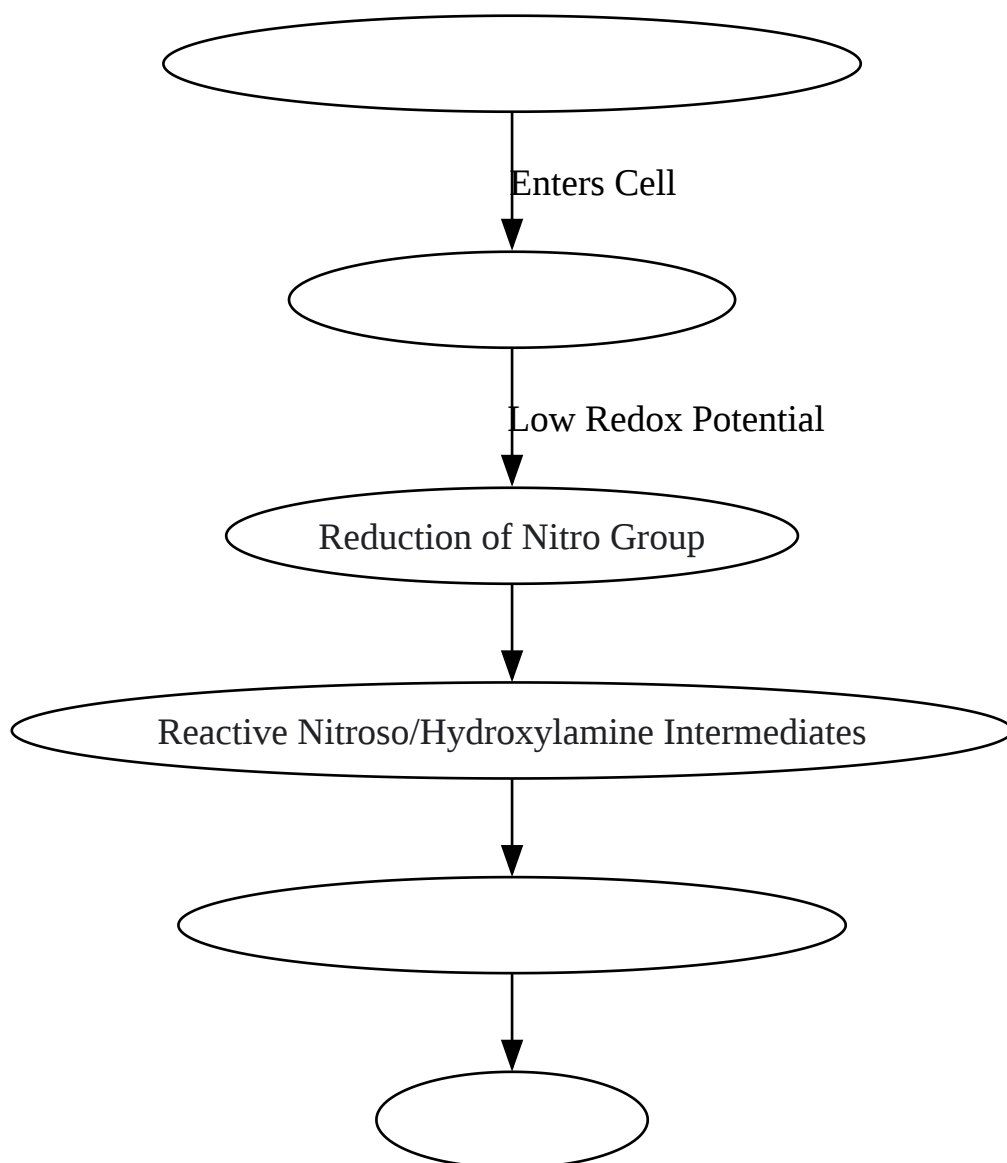 Enters Cell
Low Redox Potential
Reduction of Nitro Group
Reactive Nitroso/Hydroxylamine Intermediates